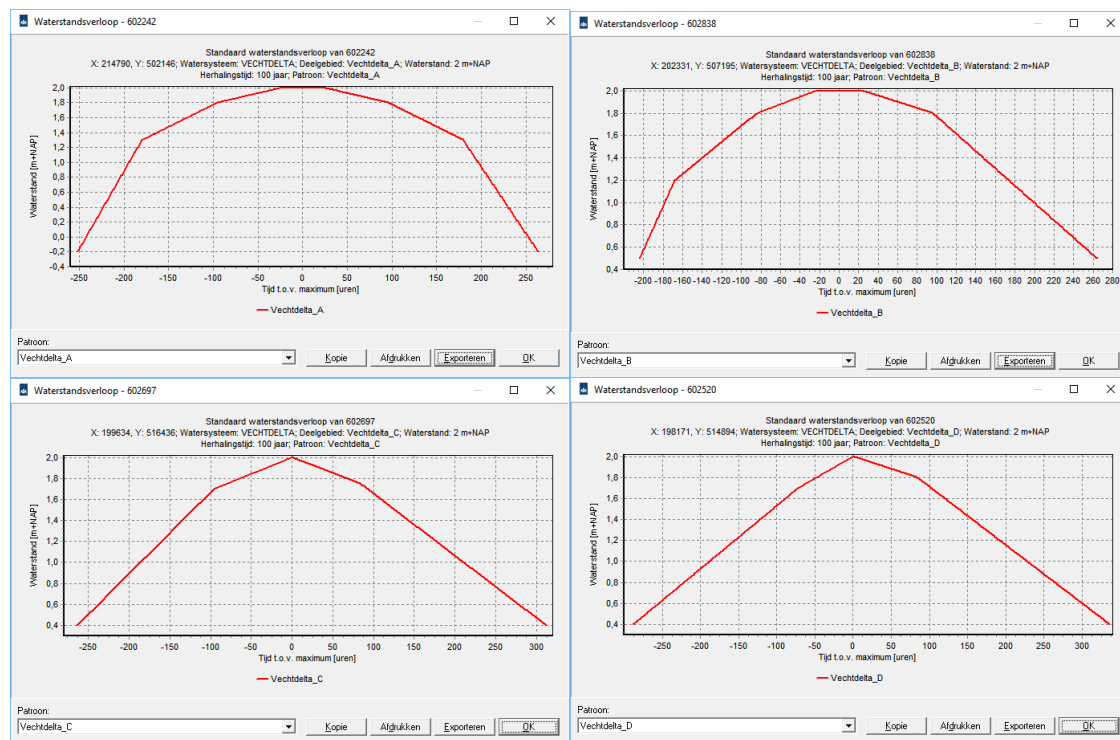 Waterstandsverloop - 602242
Standaard waterstandsverloop van 602242
X: 214790, Y: 502146; Watersysteem: VECHTDELTA; Deelgebied: Vechtdelta_A; Waterstand: 2 m+NAP
Herhalingstijd: 100 jaar; Patroon: Vechtdelta_A
Waterstand [m+NAP]
2,0
1,8
1,6
1,4
1,2
1,0
0,8
0,6
0,4
0,2
0,0
-0,2
-0,4
-250 -200 -150 -100 -50 0 50 100 150 200 250
Tijd t.o.v. maximum [uren]
Vechtdelta_A
Patroon:
Vechtdelta_A Kopie Afdrukken Exporteren OK
Waterstandsverloop - 602838
Standaard waterstandsverloop van 602838
X: 202331, Y: 507195; Watersysteem: VECHTDELTA; Deelgebied: Vechtdelta_B; Waterstand: 2 m+NAP
Herhalingstijd: 100 jaar; Patroon: Vechtdelta_B
Waterstand [m+NAP]
2,0
1,8
1,6
1,4
1,2
1,0
0,8
0,6
0,4
-200 -180 -160 -140 -120 -100 -80 -60 -40 -20 0 20 40 60 80 100 120 140 160 180 200 220 240 260 280
Tijd t.o.v. maximum [uren]
Vechtdelta_B
Patroon:
Vechtdelta_B Kopie Afdrukken Exporteren OK
Waterstandsverloop - 602697
Standaard waterstandsverloop van 602697
X: 199634, Y: 516436; Watersysteem: VECHTDELTA; Deelgebied: Vechtdelta_C; Waterstand: 2 m+NAP
Herhalingstijd: 100 jaar; Patroon: Vechtdelta_C
Waterstand [m+NAP]
2,0
1,8
1,6
1,4
1,2
1,0
0,8
0,6
0,4
-250 -200 -150 -100 -50 0 50 100 150 200 250 300
Tijd t.o.v. maximum [uren]
Vechtdelta_C
Patroon:
Vechtdelta_C Kopie Afdrukken Exporteren OK
Waterstandsverloop - 602520
Standaard waterstandsverloop van 602520
X: 198171, Y: 514894; Watersysteem: VECHTDELTA; Deelgebied: Vechtdelta_D; Waterstand: 2 m+NAP
Herhalingstijd: 100 jaar; Patroon: Vechtdelta_D
Waterstand [m+NAP]
2,0
1,8
1,6
1,4
1,2
1,0
0,8
0,6
0,4
-250 -200 -150 -100 -50 0 50 100 150 200 250 300
Tijd t.o.v. maximum [uren]
Vechtdelta_D
Patroon:
Vechtdelta_D Kopie Afdrukken Exporteren OK